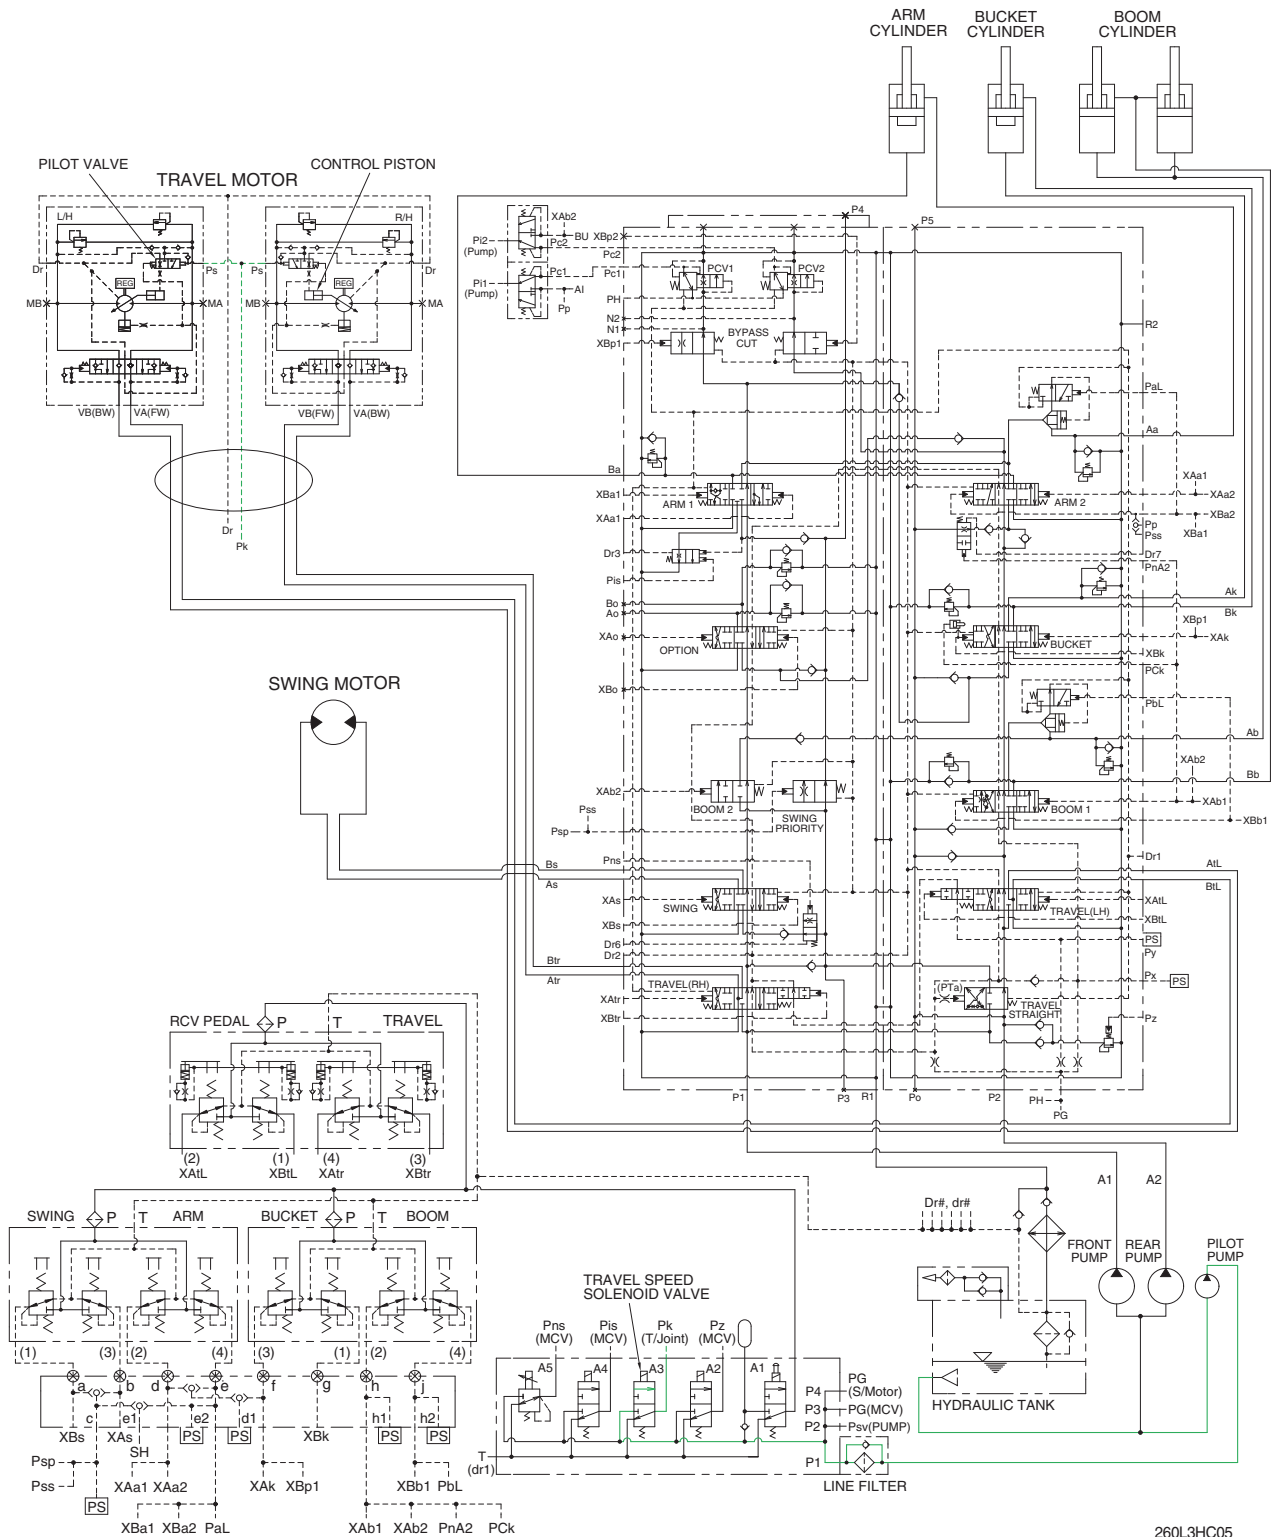 ARM
CYLINDER
BUCKET
CYLINDER
BOOM
CYLINDER
PILOT VALVE
CONTROL PISTON
TRAVEL MOTOR
L/H
R/H
Dr
Ps
Ps
Dr
REG
REG
MB
MA
MB
MA
VB(BW)
VA(FW)
VB(FW)
VA(BW)
Dr
Pk
XAb2
Pi2
(Pump)
BU
Pc2
Pc1
Pi1
(Pump)
AI
Pp
P4
P5
XBp2
Pc2
Pc1
PCV1
PCV2
PH
N2
N1
XBp1
BYPASS
CUT
R2
PaL
Aa
Ba
XBa1
ARM 1
XAa1
ARM 2
XAa1
XAa2
XBa2
XBa1
Pp
Pss
Dr3
Pis
Dr7
PnA2
Bo
Ao
Ak
Bk
XAo
OPTION
XBo
XBp1
XAk
BUCKET
XBk
PCk
PbL
SWING MOTOR
Ab
XAb2
Bb
XAb2
BOOM 2
SWING
PRIORITY
BOOM 1
XAb1
XBb1
Pss
Psp
Pns
Dr1
Bs
As
AtL
BtL
XAs
SWING
TRAVEL(LH)
XAtL
XBs
XBtL
Dr6
Dr2
PS
Py
Btr
Px
PS
Atr
TRAVEL(RH)
XAtr
XBtr
(PTa)
TRAVEL
STRAIGHT
Pz
P1
P3
R1
Po
P2
PH
PG
RCV PEDAL
P
T
TRAVEL
(2)
(1)
(4)
(3)
XAtL
XBtL
XAtr
XBtr
SWING
P
T
ARM
BUCKET
P
T
BOOM
(1)
(3)
(2)
(4)
(3)
(1)
(2)
(4)
a
b
d
e
f
g
h
j
c
e1
e2
d1
h1
h2
XBs
XAs
PS
PS
XBk
PS
PS
SH
Psp
Pss
PS
XAa1
XAa2
XAk
XBp1
XBb1
PbL
XBa1
XBa2
PaL
XAb1
XAb2
PnA2
PCk
A1
A2
Dr#, dr#
FRONT
PUMP
REAR
PUMP
PILOT
PUMP
HYDRAULIC TANK
TRAVEL SPEED
SOLENOID VALVE
Pns
(MCV)
Pis
(MCV)
Pk
(T/Joint)
Pz
(MCV)
A5
A4
A3
A2
A1
PG
(S/Motor)
P4
P3
PG(MCV)
P2
Psv(PUMP)
T
(dr1)
P1
LINE FILTER
260L3HC05